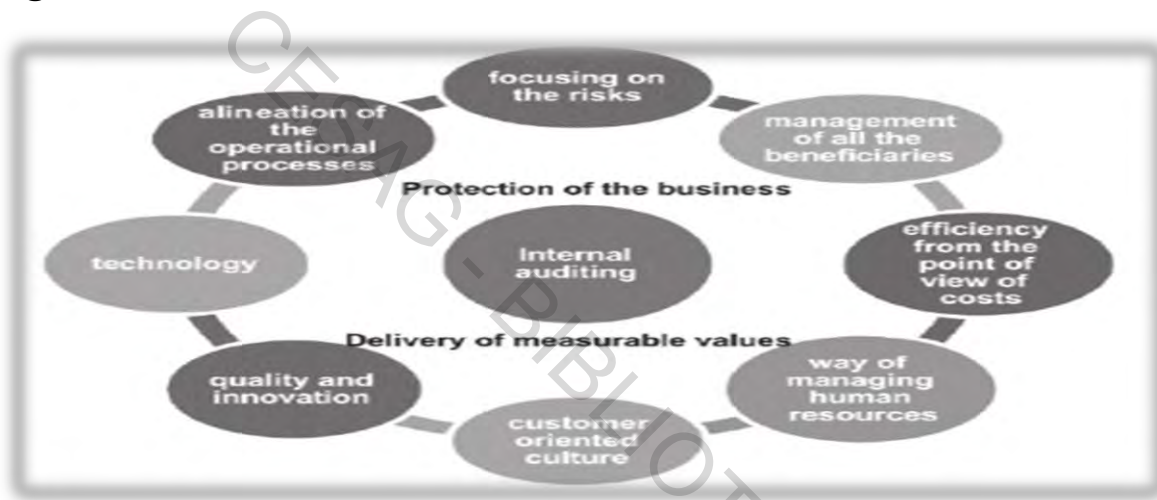 focusing on
the risks
alineation of
the
operational
processes
management
of all the
beneficiaries
Protection of the business
efficiency
from the
point of
view of
costs
Internal
auditing
technology
Delivery of measurable values
way of
managing
human
resources
quality and
innovation
customer
oriented
culture
CESAG - BIBLIOT